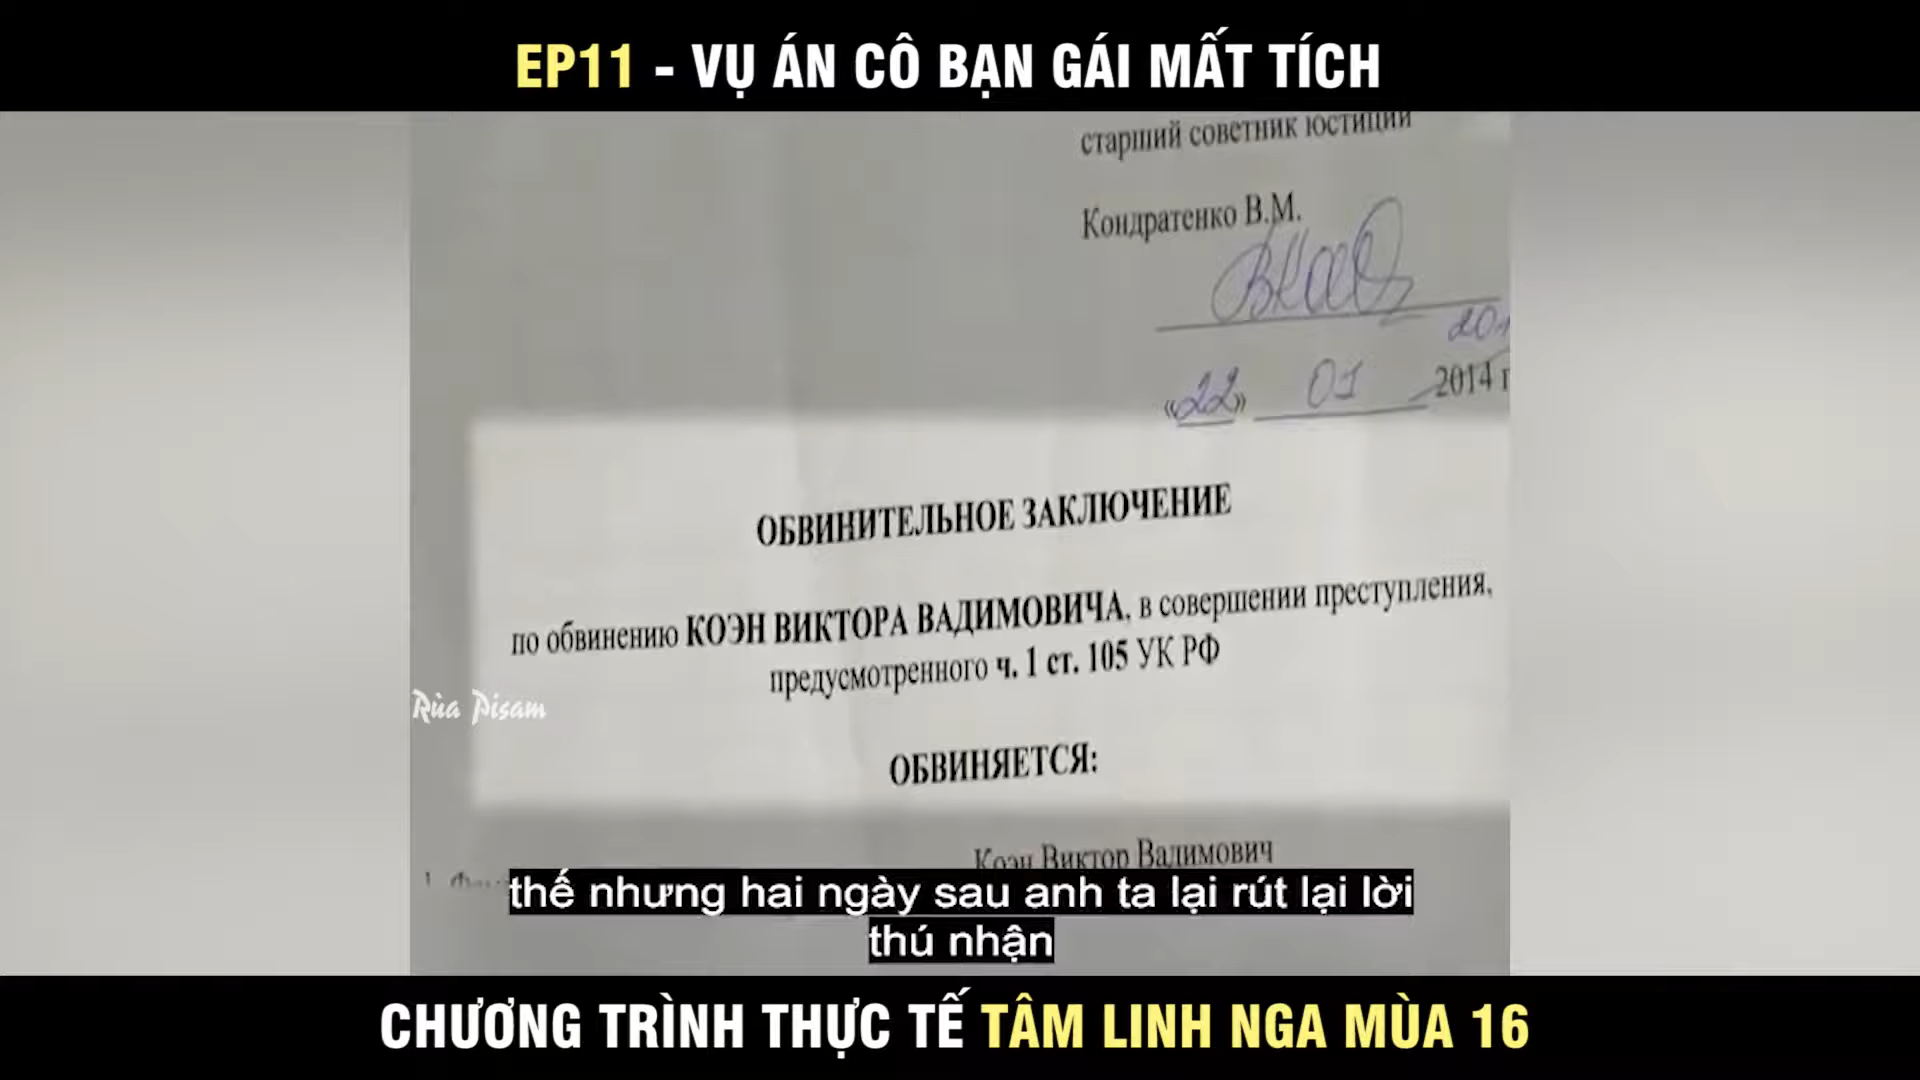 EP11 - VỤ ÁN CÔ BẠN GÁI MẤT TÍCH
старший советник юстиции
Кондратенко В.М.
201
«22» 01 2014 г
ОБВИНИТЕЛЬНОЕ ЗАКЛЮЧЕНИЕ
по обвинению КОЭН ВИКТОРА ВАДИМОВИЧА, в совершении преступления,
предусмотренного ч. 1 ст. 105 УК РФ
Rùa Pisam
ОБВИНЯЕТСЯ:
Коэн Виктор Вадимович
thế nhưng hai ngày sau anh ta lại rút lại lời
thú nhận
CHƯƠNG TRÌNH THỰC TẾ TÂM LINH NGA MÙA 16